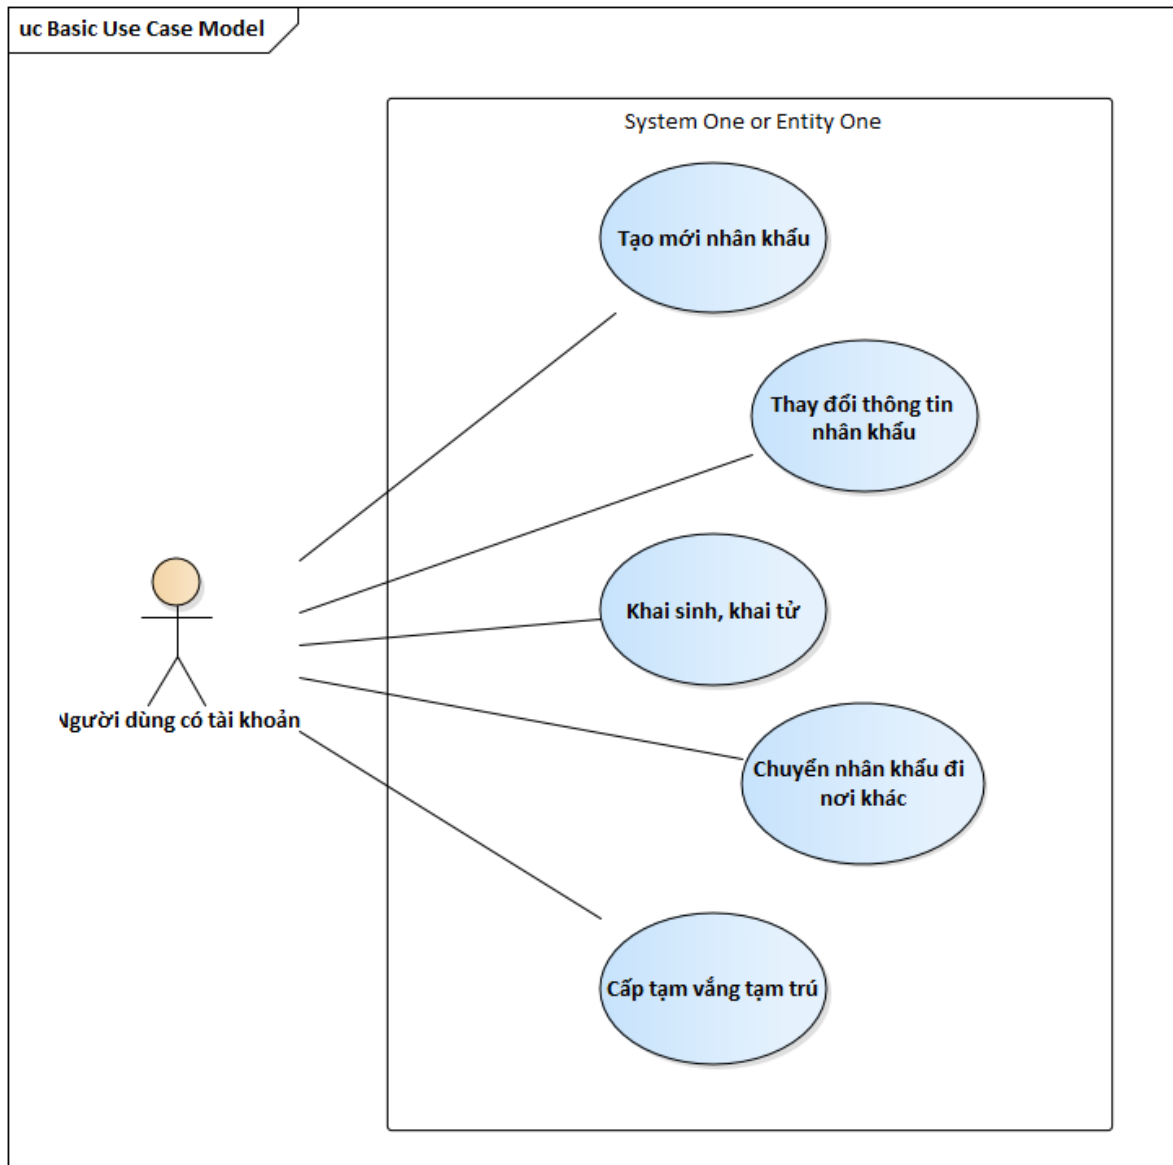 uc Basic Use Case Model
System One or Entity One
Tạo mới nhân khẩu
Thay đổi thông tin
nhân khẩu
Khai sinh, khai tử
Người dùng có tài khoản
Chuyển nhân khẩu đi
nơi khác
Cấp tạm vắng tạm trú